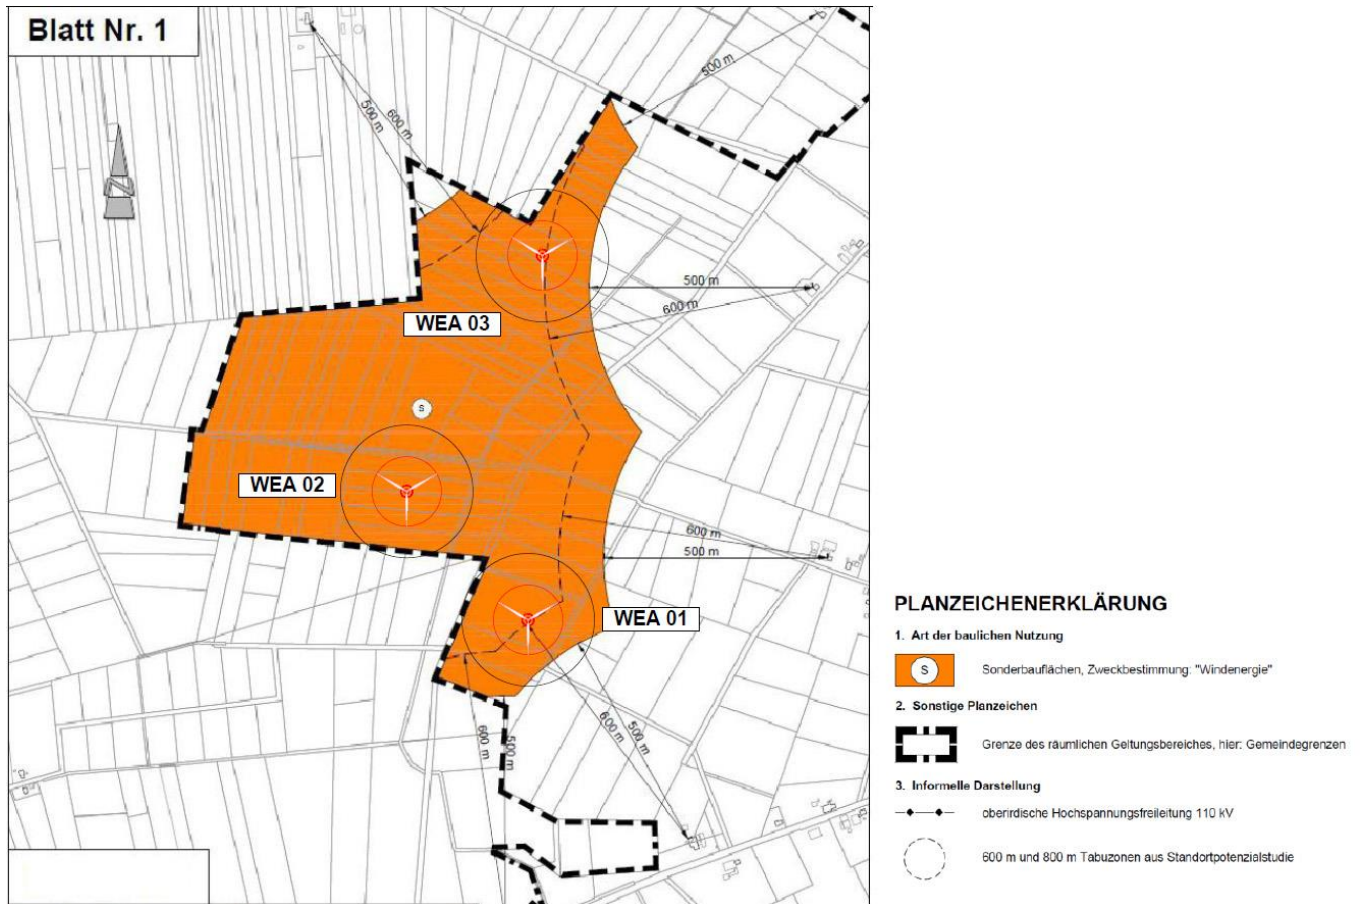 Blatt Nr. 1
500 m
500 m
600 m
N
500 m
600 m
WEA 03
S
WEA 02
600 m
500 m
WEA 01
600 m
500 m
600 m
500 m
PLANZEICHENERKLÄRUNG
1. Art der baulichen Nutzung
S
Sonderbauflächen, Zweckbestimmung: "Windenergie"
2. Sonstige Planzeichen
Grenze des räumlichen Geltungsbereiches, hier: Gemeindegrenzen
3. Informelle Darstellung
oberirdische Hochspannungsfreileitung 110 kV
600 m und 800 m Tabuzonen aus Standortpotenzialstudie